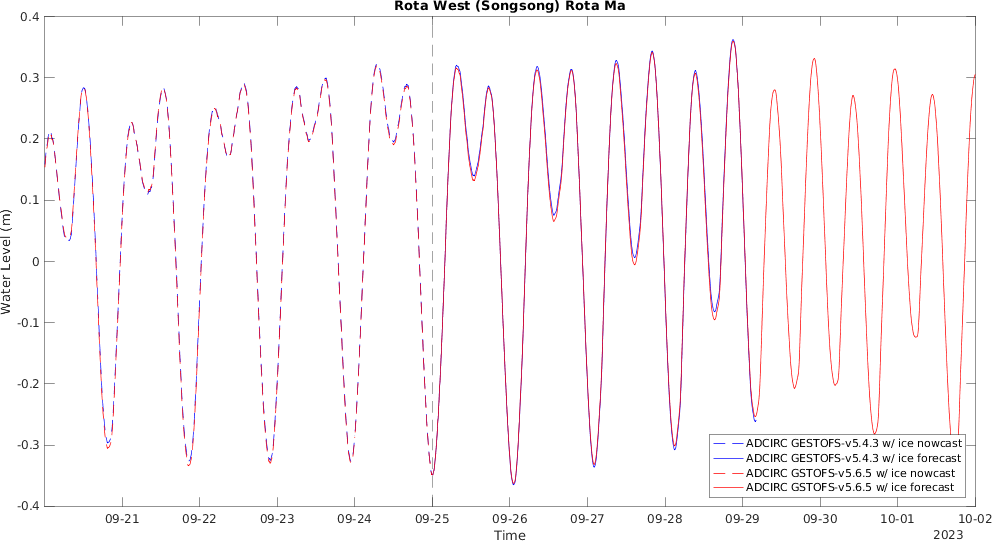 Rota West (Songsong) Rota Ma
0.4
0.3
0.2
0.1
0
-0.1
-0.2
-0.3
-0.4
Water Level (m)
09-21 09-22 09-23 09-24 09-25 09-26 09-27 09-28 09-29 09-30 10-01 10-02
Time
2023
ADCIRC GESTOFS-v5.4.3 w/ ice nowcast
ADCIRC GESTOFS-v5.4.3 w/ ice forecast
ADCIRC GSTOFS-v5.6.5 w/ ice nowcast
ADCIRC GSTOFS-v5.6.5 w/ ice forecast